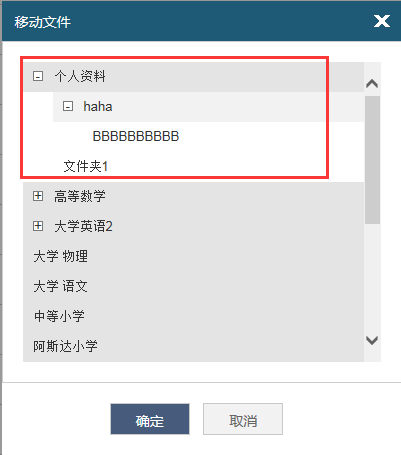 移动文件
个人资料
haha
BBBBBBBBBB
文件夹1
高等数学
大学英语2
大学 物理
大学 语文
中等小学
阿斯达小学
确定
取消